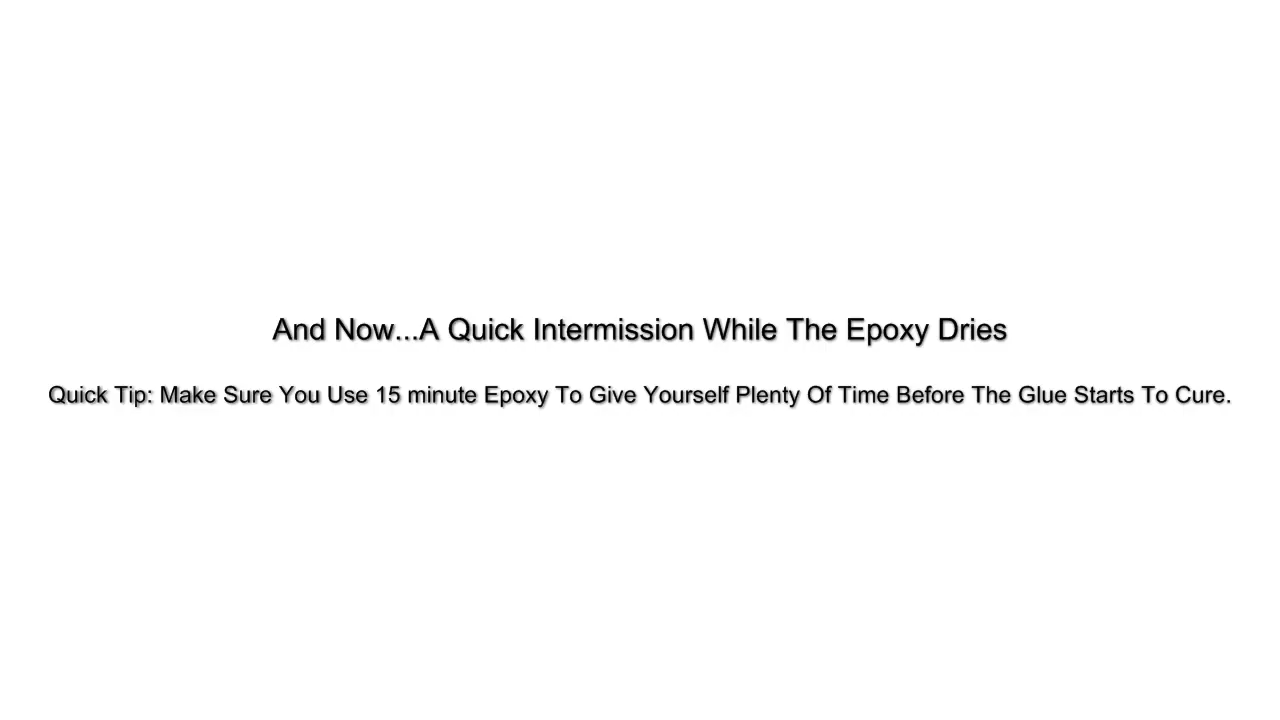 And Now...A Quick Intermission While The Epoxy Dries
Quick Tip: Make Sure You Use 15 minute Epoxy To Give Yourself Plenty Of Time Before The Glue Starts To Cure.